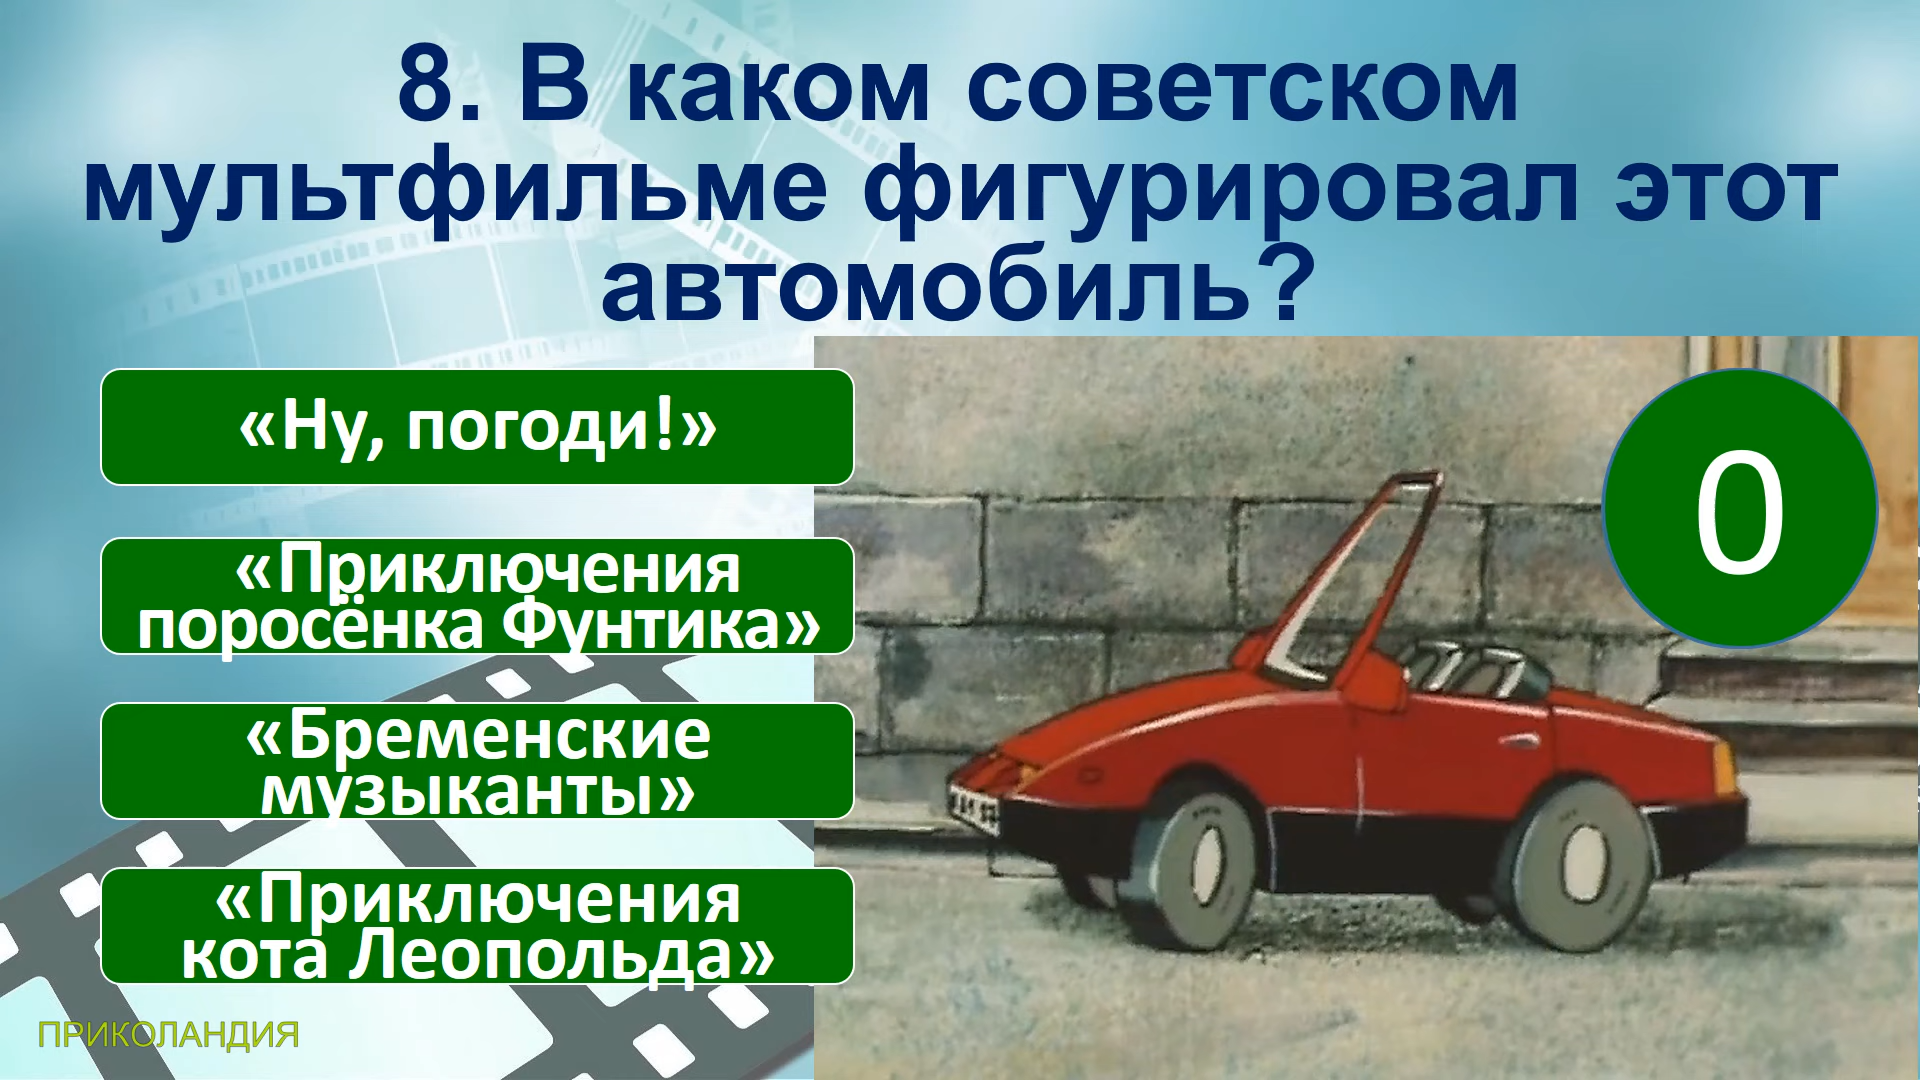 8. В каком советском
мультфильме фигурировал этот
автомобиль?
«Ну, погоди!»
0
«Приключения
поросёнка Фунтика»
«Бременские
музыканты»
«Приключения
кота Леопольда»
ПРИКОЛАНДИЯ